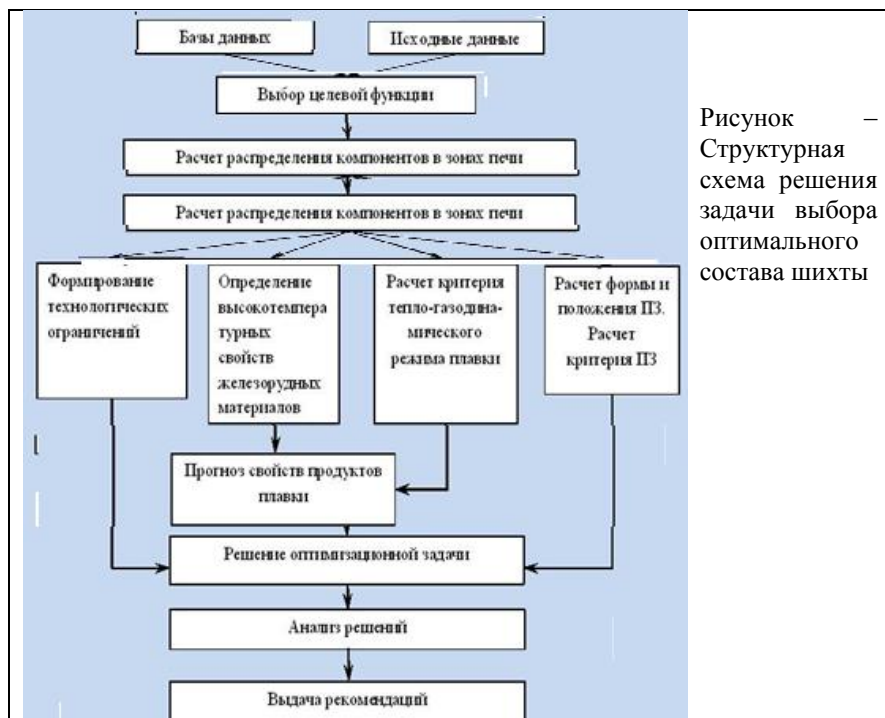 Базы данных
Исходные данные
Выбор целевой функции
Расчет распределения компонентов в зонах печи
Расчет распределения компонентов в зонах печи
Формирование
технологических
ограничений
Определение
высокотемпера
турных
свойств
железорудных
материалов
Расчет критерия
тепло-газодина-
мического
режима плавки
Расчет формы и
положения ПЗ.
Расчет
критерия ПЗ
Прогноз свойств продуктов
плавки
Решение оптимизационной задачи
Анализ решений
Выдача рекомендаций
Рисунок –
Структурная
схема решения
задачи выбора
оптимального
состава шихты